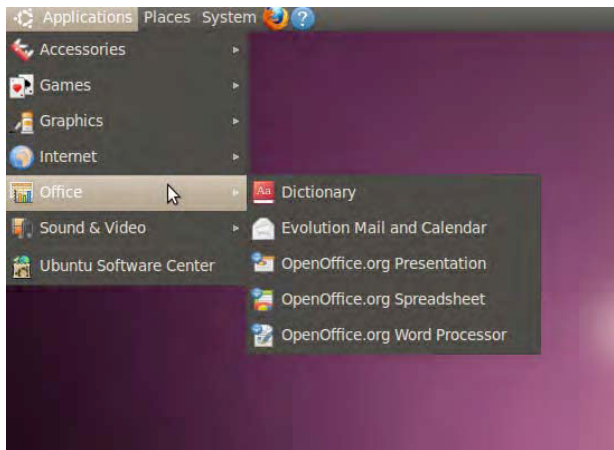 Applications Places System
Accessories
Games
Graphics
Internet
Office
Sound & Video
Ubuntu Software Center
Aa Dictionary
Evolution Mail and Calendar
OpenOffice.org Presentation
OpenOffice.org Spreadsheet
OpenOffice.org Word Processor